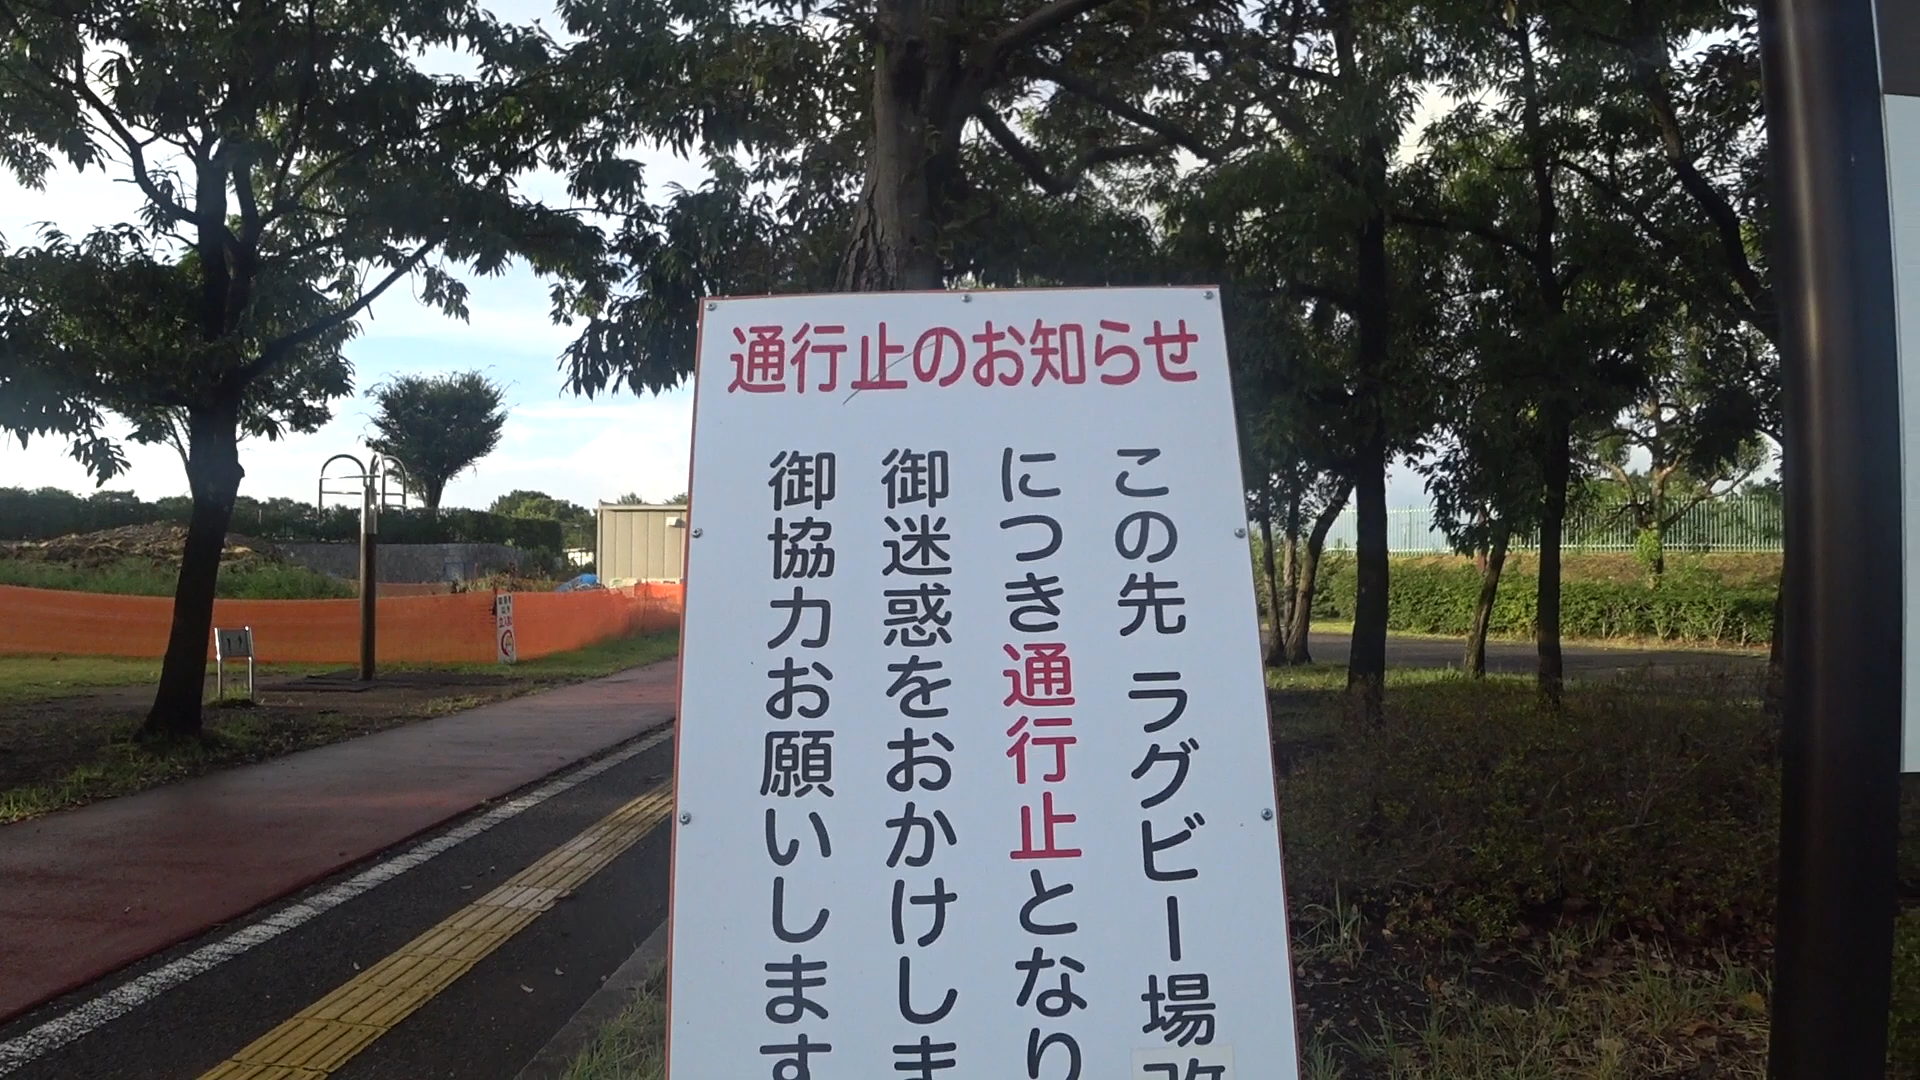 通行止のお知らせ
この先 ラグビー場改
につき通行止となり
御迷惑をおかけしま
御協力お願いします